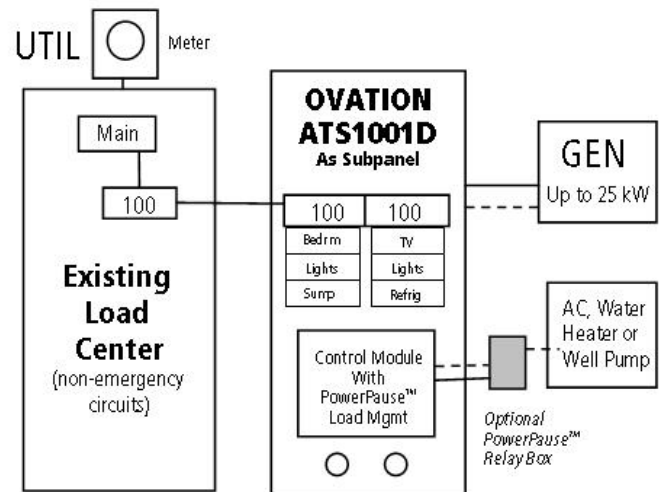 UTIL
Meter
Main
100
Existing
Load
Center
(non-emergency
circuits)
OVATION
ATS1001D
As Subpanel
100 100
Bedrm TV
Lights Lights
Sump Refrig
Control Module
With
PowerPause™
Load Mgmt
GEN
Up to 25 kW
AC, Water
Heater or
Well Pump
Optional
PowerPause™
Relay Box